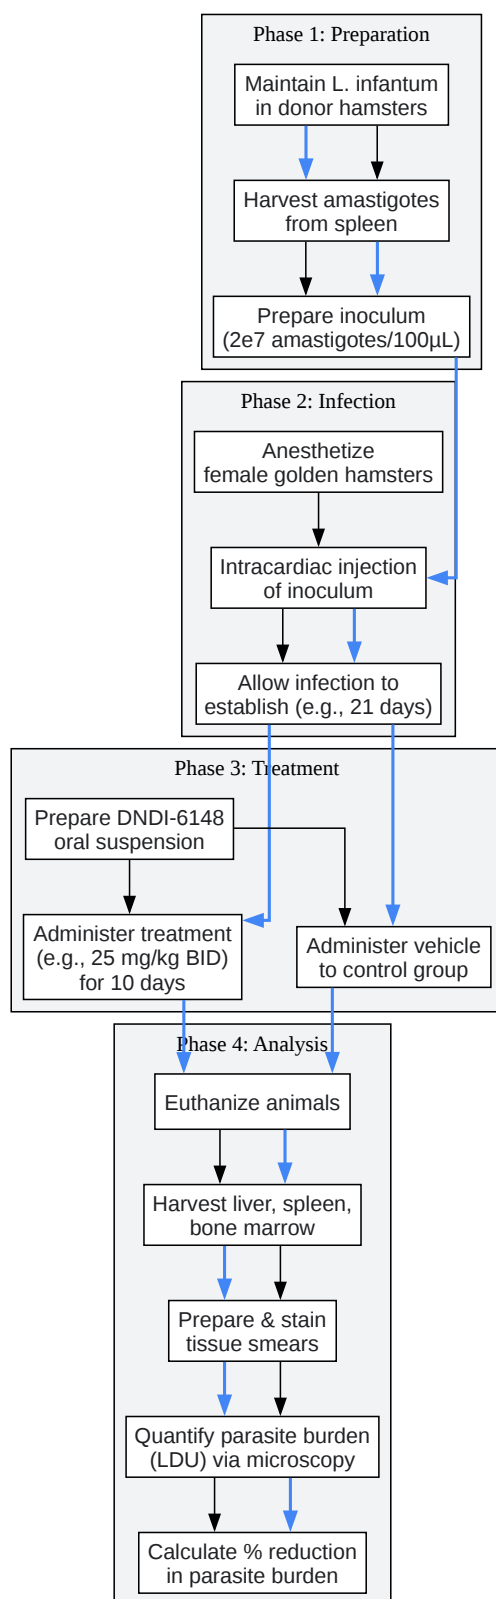 Phase 1: Preparation
Maintain L. infantum
in donor hamsters
Harvest amastigotes
from spleen
Prepare inoculum
(2e7 amastigotes/100µL)
Phase 2: Infection
Anesthetize
female golden hamsters
Intracardiac injection
of inoculum
Allow infection to
establish (e.g., 21 days)
Phase 3: Treatment
Prepare DNDI-6148
oral suspension
Administer treatment
(e.g., 25 mg/kg BID)
for 10 days
Administer vehicle
to control group
Phase 4: Analysis
Euthanize animals
Harvest liver, spleen,
bone marrow
Prepare & stain
tissue smears
Quantify parasite burden
(LDU) via microscopy
Calculate % reduction
in parasite burden